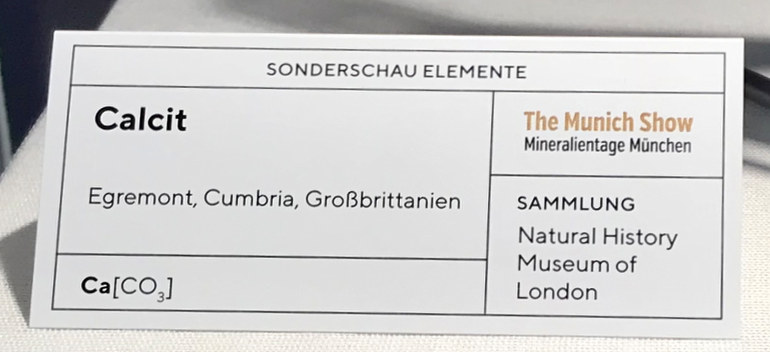 SONDERSCHAU ELEMENTE
Calcit
Egremont, Cumbria, Großbrittanien
Ca[CO₃]
The Munich Show
Mineralientage München
SAMMLUNG
Natural History
Museum of
London